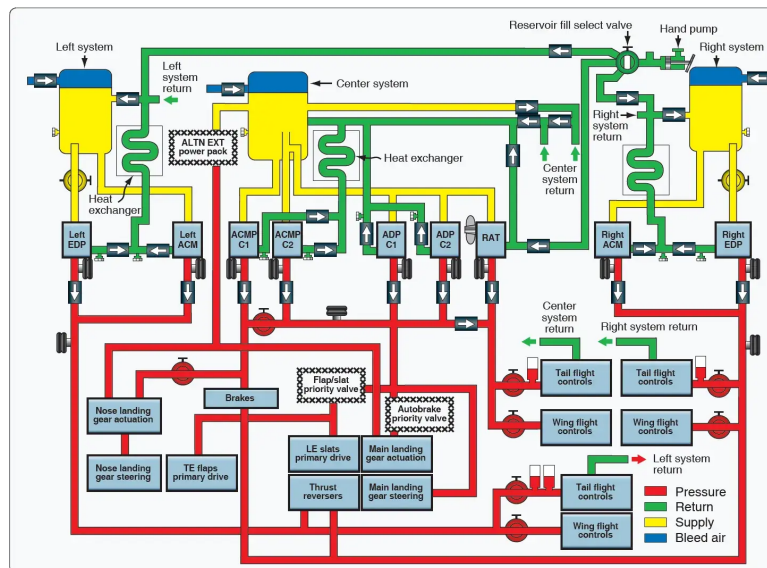 Reservoir fill select valve
Hand pump
Left system
Right system
Left
system
return
Center system
ALTN EXT
power pack
Right
system
return
Heat exchanger
Heat
exchanger
Center
system
return
Left
EDP
Left
ACM
ACMP
C1
ACMP
C2
ADP
C1
ADP
C2
RAT
Right
ACM
Right
EDP
Center
system
return
Right system return
Flap/slat
priority valve
Tail flight
controls
Tail flight
controls
Brakes
Autobrake
priority valve
Nose landing
gear actuation
Wing flight
controls
Wing flight
controls
LE slats
primary drive
Main landing
gear actuation
Nose landing
gear steering
TE flaps
primary drive
Thrust
reversers
Main landing
gear steering
Left system
return
Tail flight
controls
Wing flight
controls
Pressure
Return
Supply
Bleed air